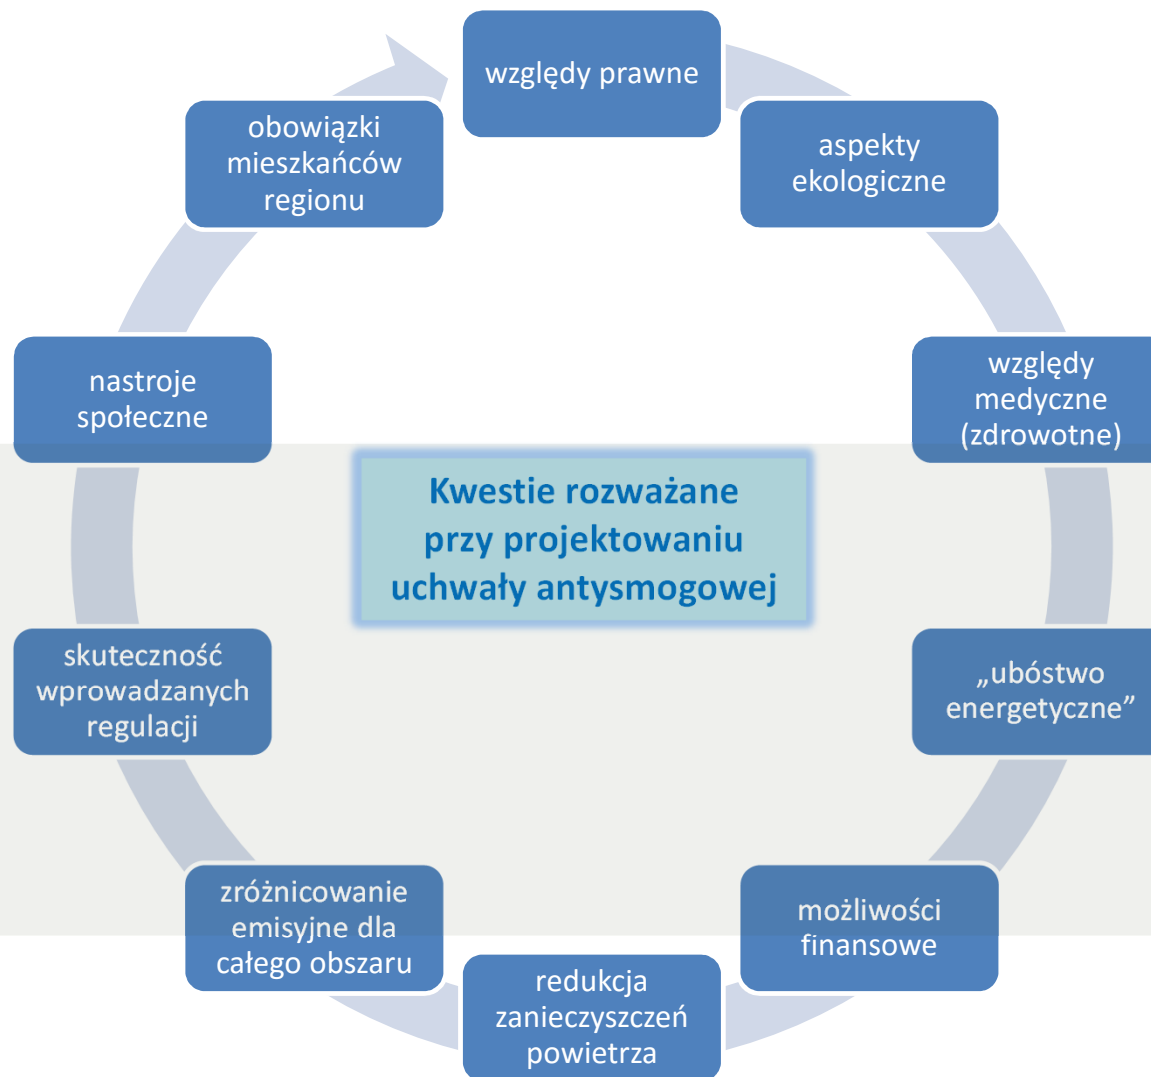 względy prawne
aspekty
ekologiczne
względy
medyczne
(zdrowotne)
„ubóstwo
energetyczne”
możliwości
finansowe
redukcja
zanieczyszczeń
powietrza
zróżnicowanie
emisyjne dla
całego obszaru
skuteczność
wprowadzanych
regulacji
nastroje
społeczne
obowiązki
mieszkańców
regionu
Kwestie rozważane
przy projektowaniu
uchwały antysmogowej